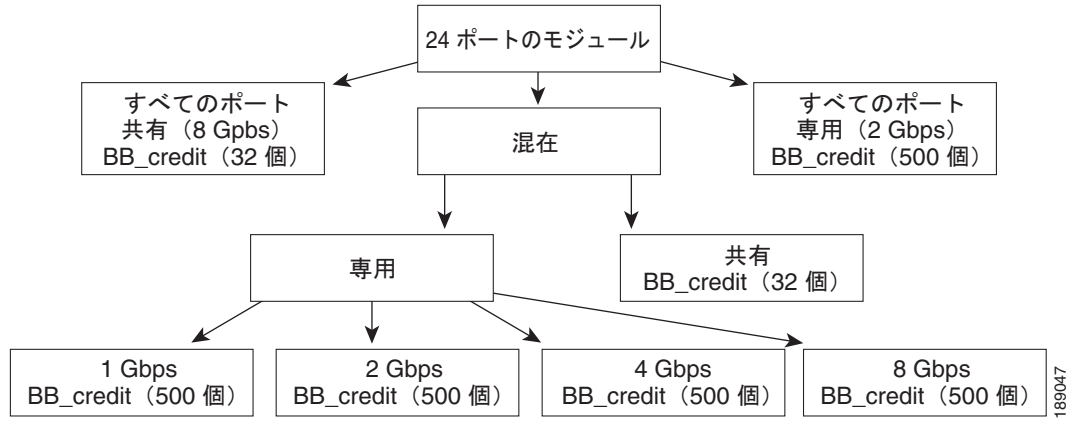 24 ポートのモジュール
すべてのポート
共有（8 Gpbs）
BB_credit（32 個）
混在
すべてのポート
専用（2 Gbps）
BB_credit（500 個）
専用
共有
BB_credit（32 個）
1 Gbps
BB_credit（500 個）
2 Gbps
BB_credit（500 個）
4 Gbps
BB_credit（500 個）
8 Gbps
BB_credit（500 個）
189047